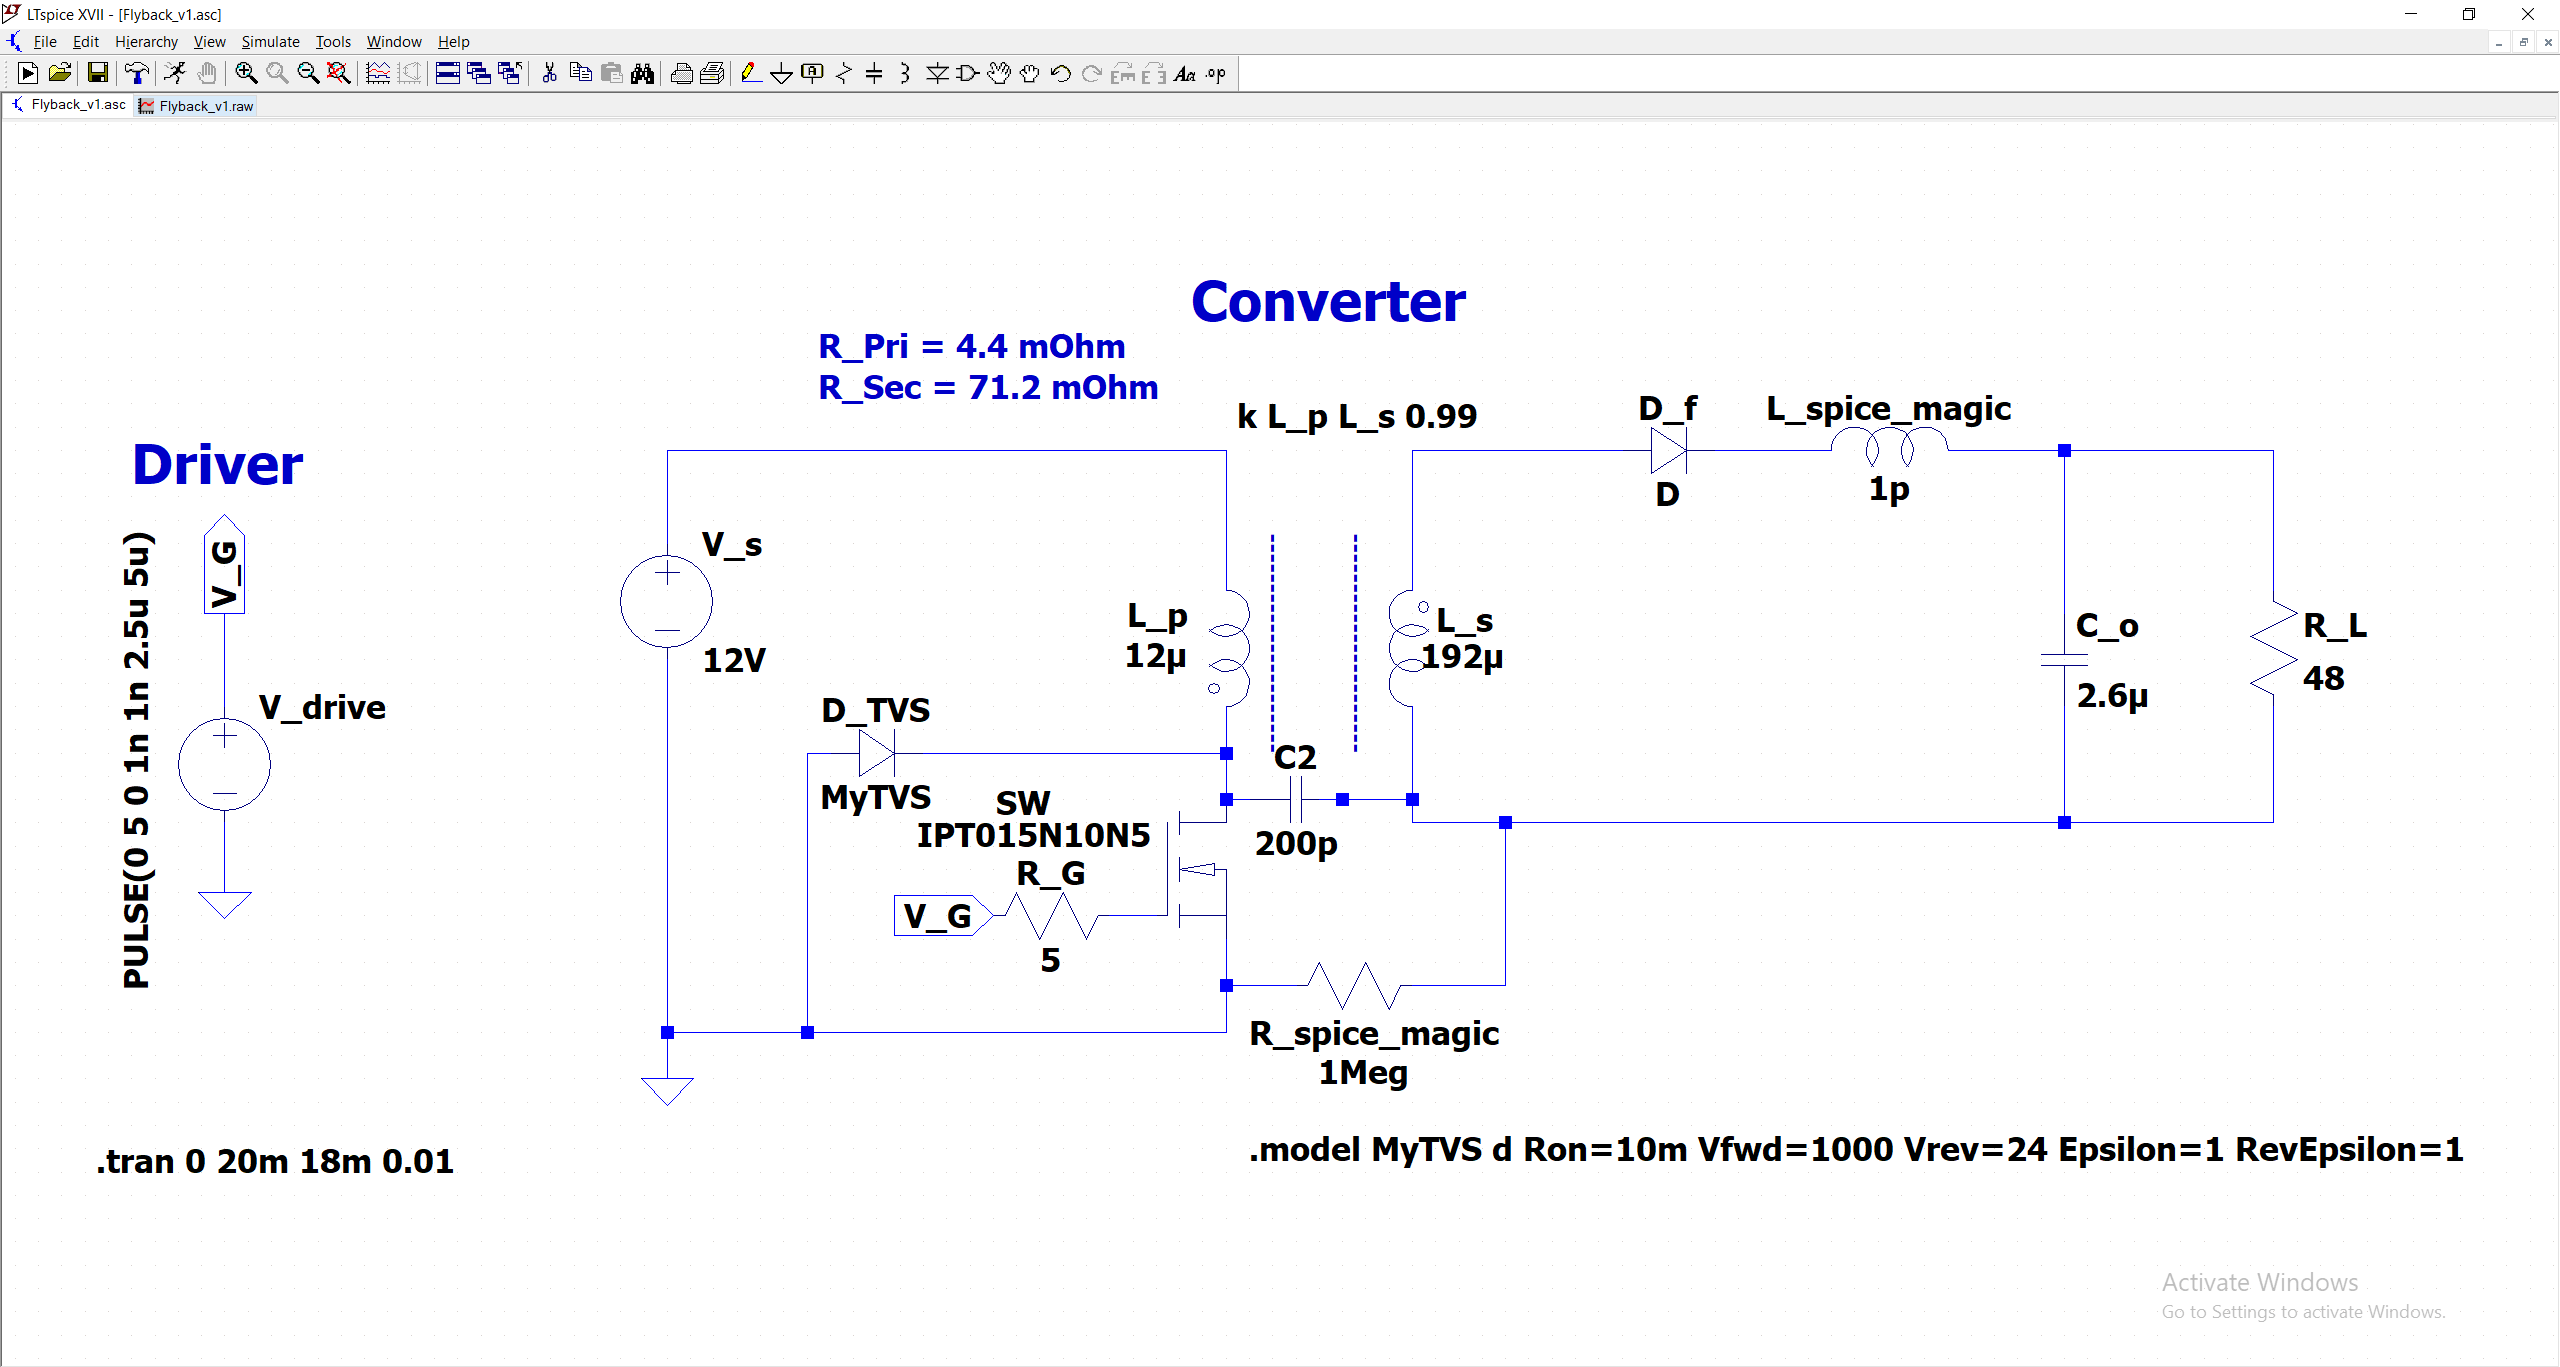 LTspice XVII - [Flyback_v1.asc]
File Edit Hierarchy View Simulate Tools Window Help
Flyback_v1.asc Flyback_v1.raw
Converter
R_Pri = 4.4 mOhm
R_Sec = 71.2 mOhm
k L_p L_s 0.99
D_f
D
L_spice_magic
1p
Driver
V_G
PULSE(0 5 0 1n 1n 2.5u 5u)
V_drive
V_s
12V
L_p
12µ
L_s
192µ
C_o
2.6µ
R_L
48
D_TVS
MyTVS
C2
200p
SW
IPT015N10N5
R_G
V_G
5
R_spice_magic
1Meg
.model MyTVS d Ron=10m Vfwd=1000 Vrev=24 Epsilon=1 RevEpsilon=1
.tran 0 20m 18m 0.01
Activate Windows
Go to Settings to activate Windows.